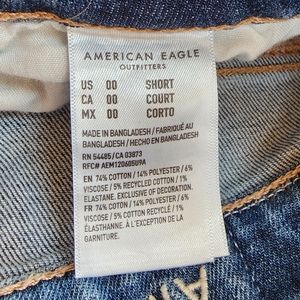 AMERICAN EAGLE
OUTFITTERS
US 00 SHORT
CA 00 COURT
MX 00 CORTO
MADE IN BANGLADESH / FABRIQUÉ AU
BANGLADESH / HECHO EN BANGLADESH
RN 54485/CA 03873
RFC# AEM120605U9A
EN 74% COTTON / 14% POLYESTER / 6%
VISCOSE / 5% RECYCLED COTTON / 1%
ELASTANE. EXCLUSIVE OF DECORATION.
FR 74% COTON / 14% POLYESTER / 6%
VISCOSE / 5% COTON RECYCLÉ / 1%
ÉLASTHANNE. À L'EXCEPTION DE LA
GARNITURE.